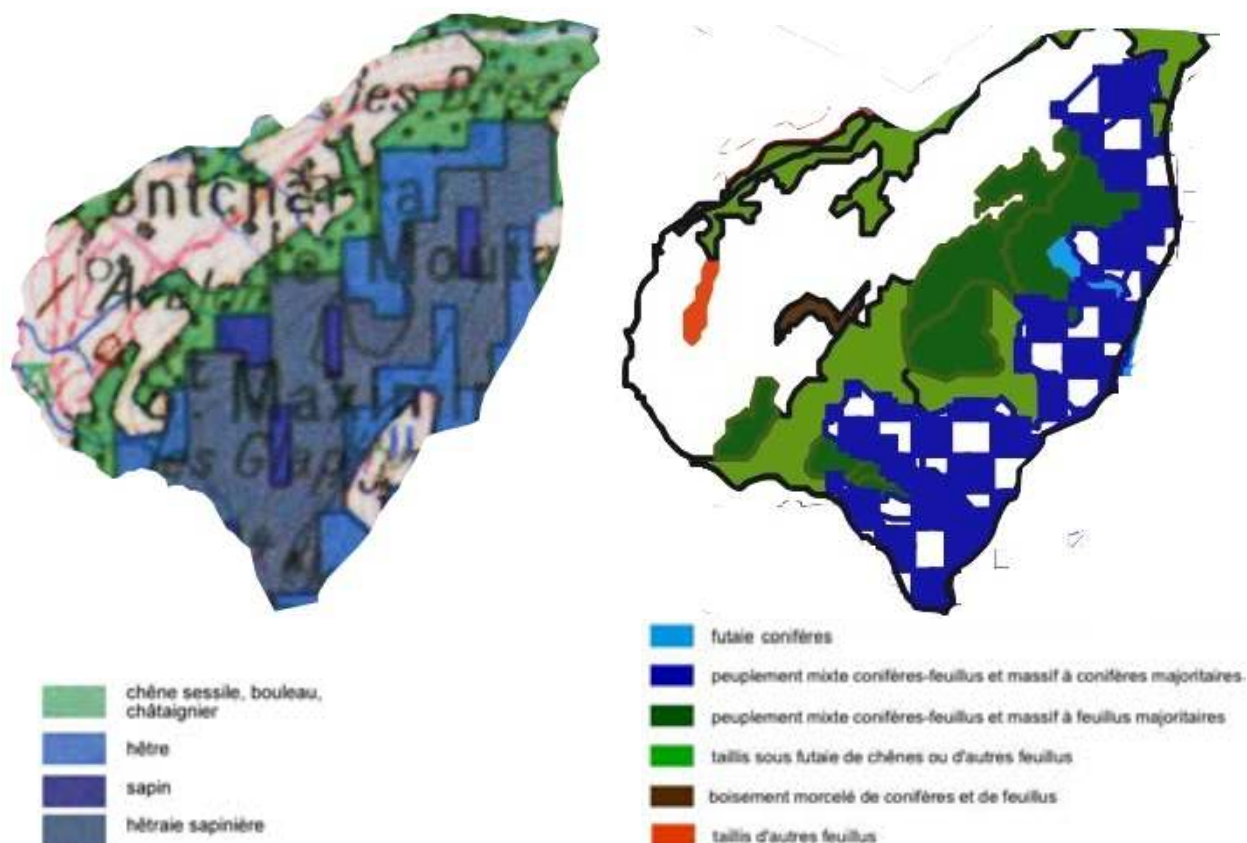 les
chêne sessile, bouleau,
châtaignier
hêtre
sapin
hêtraie sapinière
futaie conifères
peuplement mixte conifères-feuillus et massif à conifères majoritaires
peuplement mixte conifères-feuillus et massif à feuillus majoritaires
taillis sous futaie de chênes ou d'autres feuillus
boisement morcelé de conifères et de feuillus
taillis d'autres feuillus